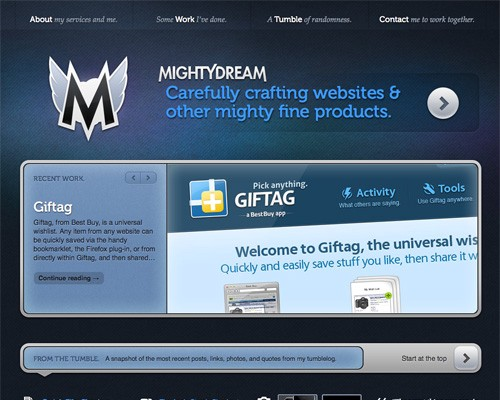 About my services and me.
Some Work I've done.
A Tumble of randomness.
Contact me to work together.
M
MIGHTYDREAM
Carefully crafting websites &
other mighty fine products.
RECENT WORK
Giftag
Giftag, from Best Buy, is a universal
wishlist. Any item from any website can
be quickly saved via the handy
bookmarklet, the Firefox plug-in, or from
directly within Giftag, and then shared...
Continue reading →
Pick anything.
GIFTAG
a Best Buy app
Activity
What others are saying
Tools
Use Giftag anywhere
Welcome to Giftag, the universal wis
Quickly and easily save stuff you like, then share it w
FROM THE TUMBLE. A snapshot of the most recent posts, links, photos, and quotes from my tumblelog.
Start at the top